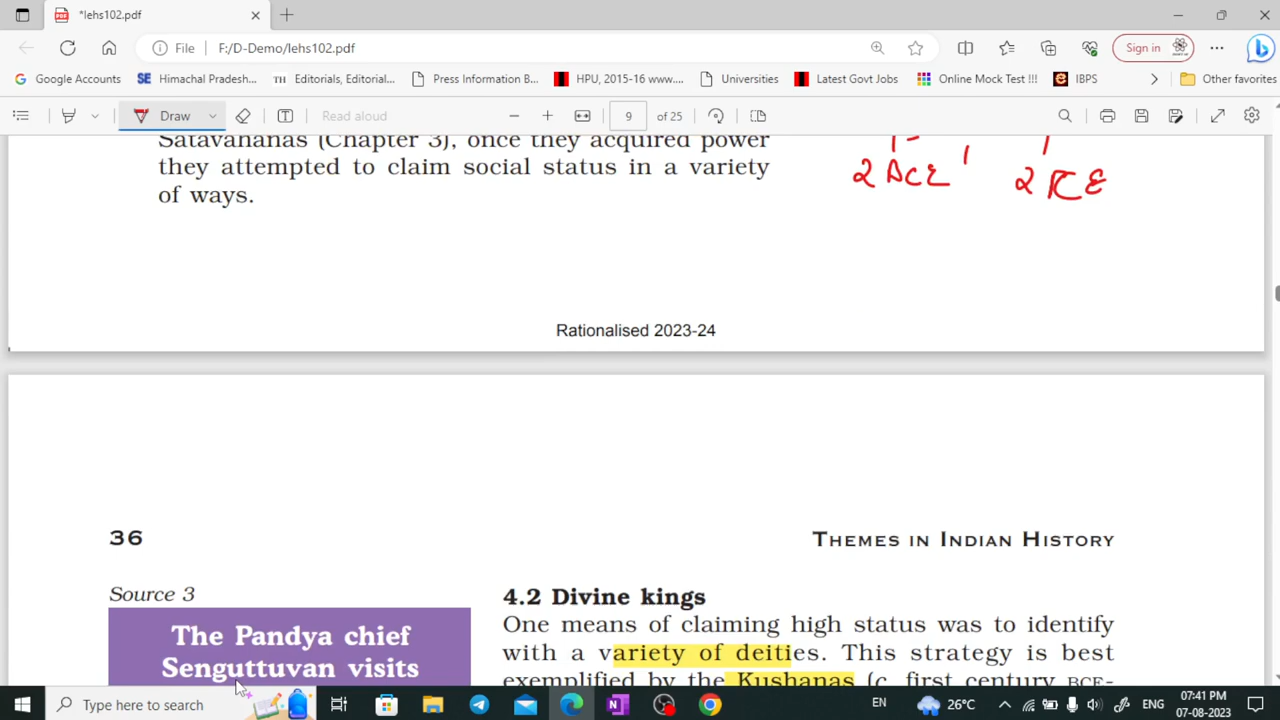 *lehs102.pdf
File F:/D-Demo/lehs102.pdf
Sign in
Google Accounts SE Himachal Pradesh... TH Editorials, Editorial... Press Information B... HPU, 2015-16 www.... Universities Latest Govt Jobs Online Mock Test !!! IBPS Other favorites
Draw Read aloud 9 of 25
Satavahanas (Chapter 3), once they acquired power
they attempted to claim social status in a variety
of ways.
2 BCE
2 CE
Rationalised 2023-24
36 THEMES IN INDIAN HISTORY
Source 3
The Pandya chief
Senguttuvan visits
4.2 Divine kings
One means of claiming high status was to identify
with a variety of deities. This strategy is best
exemplified by the Kushanas (c. first century BCE-
Type here to search
EN 26°C ENG 07:41 PM
07-08-2023